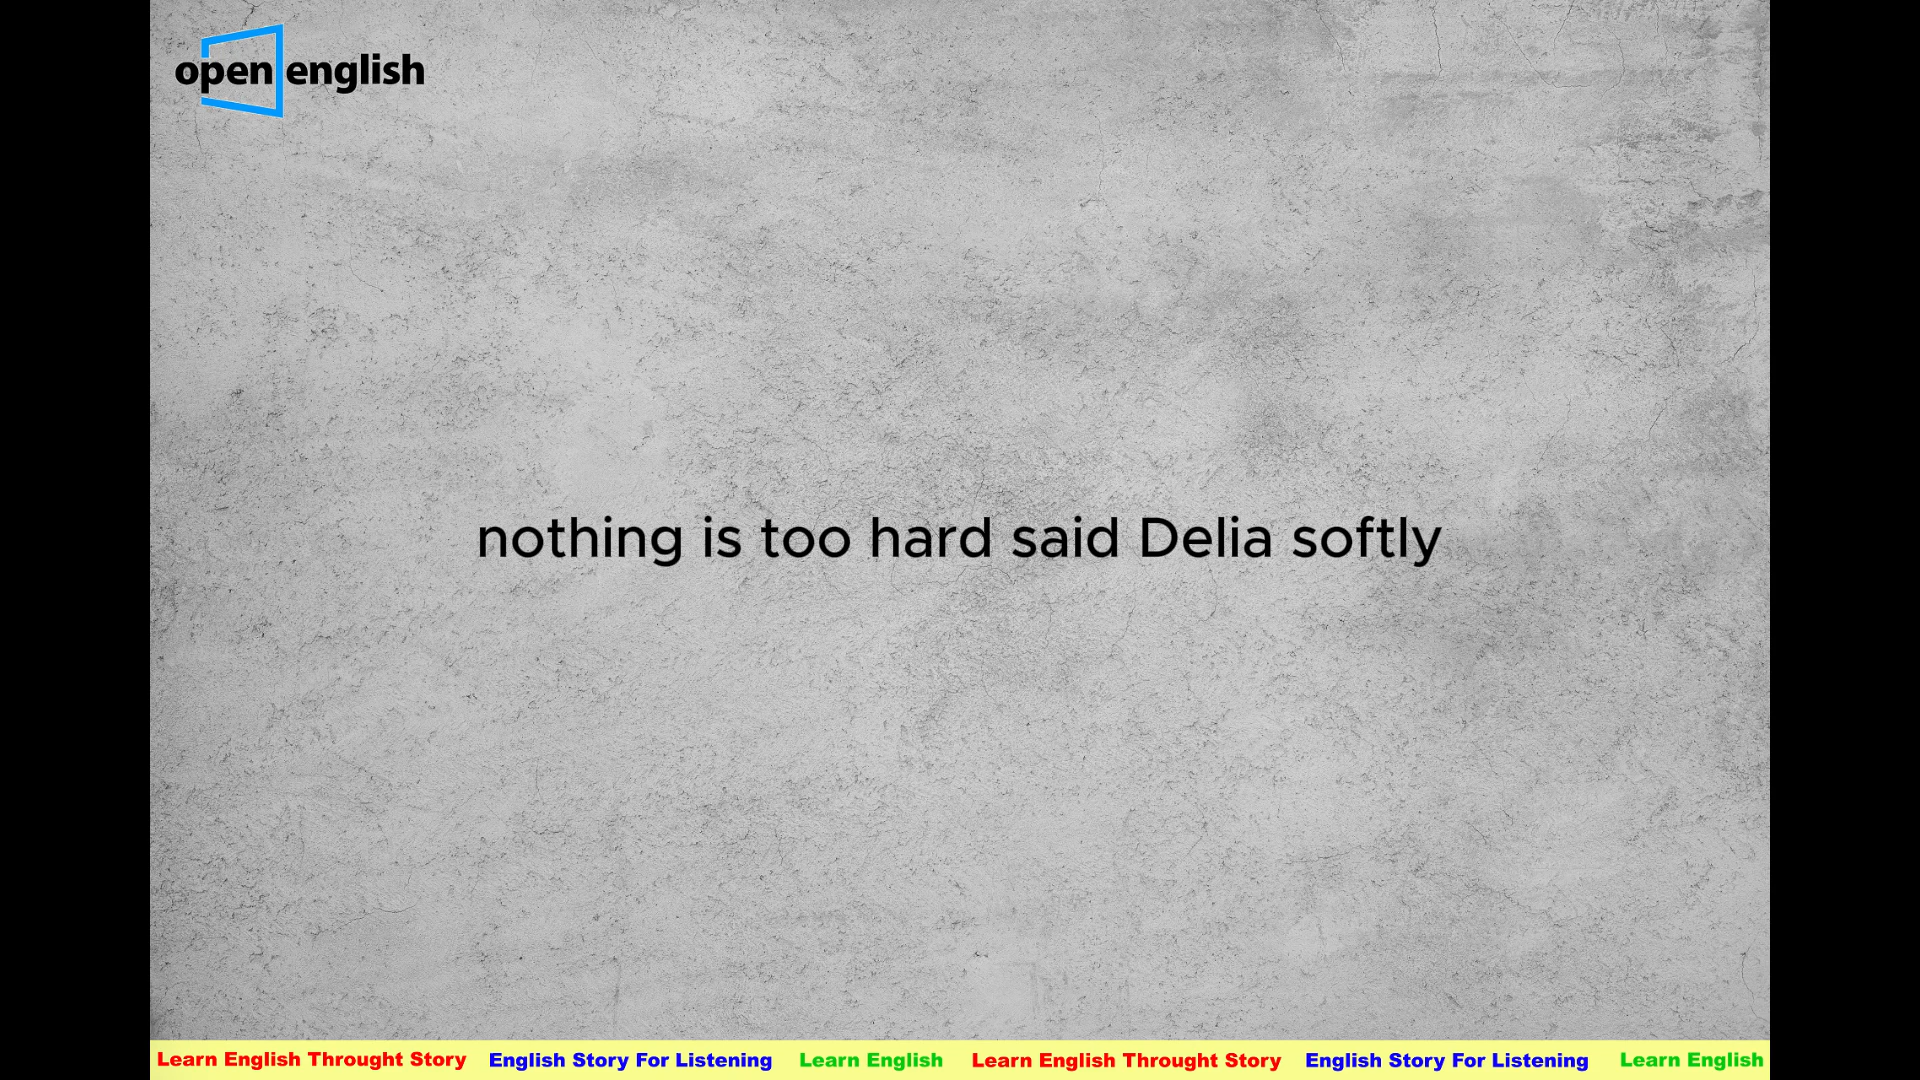 open english
nothing is too hard said Delia softly
Learn English Throught Story English Story For Listening Learn English Learn English Throught Story English Story For Listening Learn English